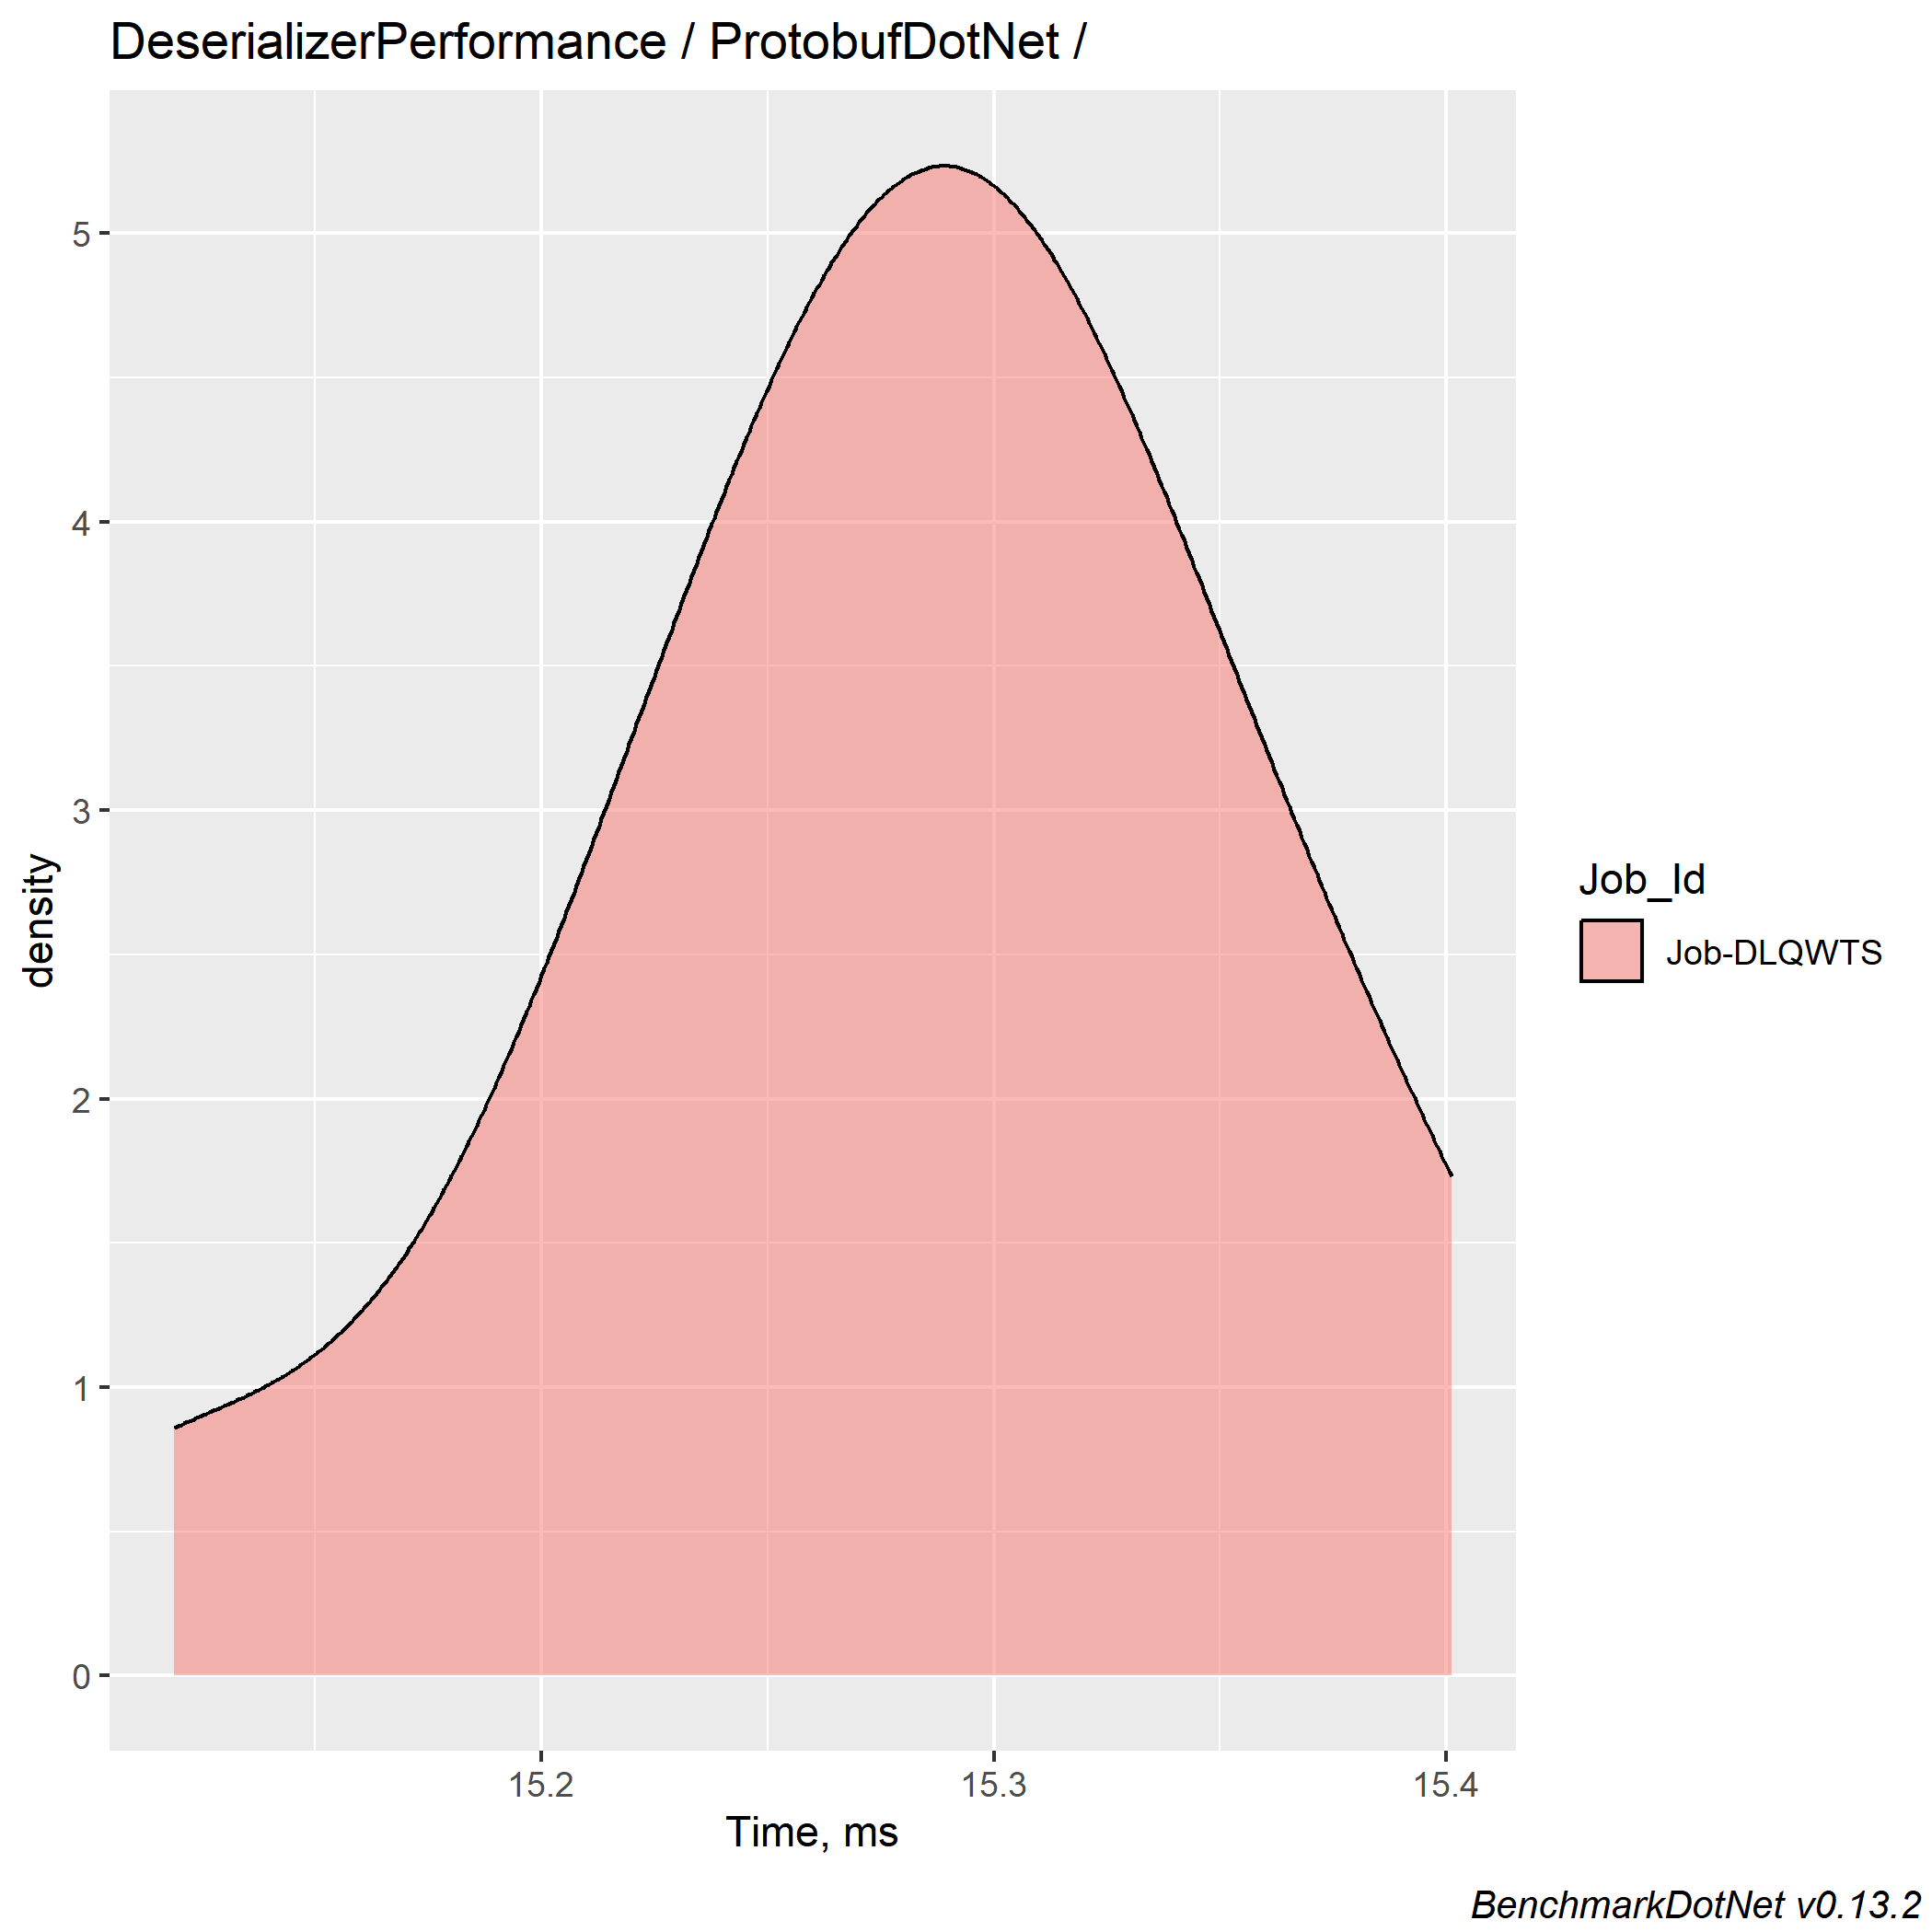 DeserializerPerformance / ProtobufDotNet /
5
4
3
2
1
0
density
15.2 15.3 15.4
Time, ms
Job_Id
Job-DLQWTS
BenchmarkDotNet v0.13.2